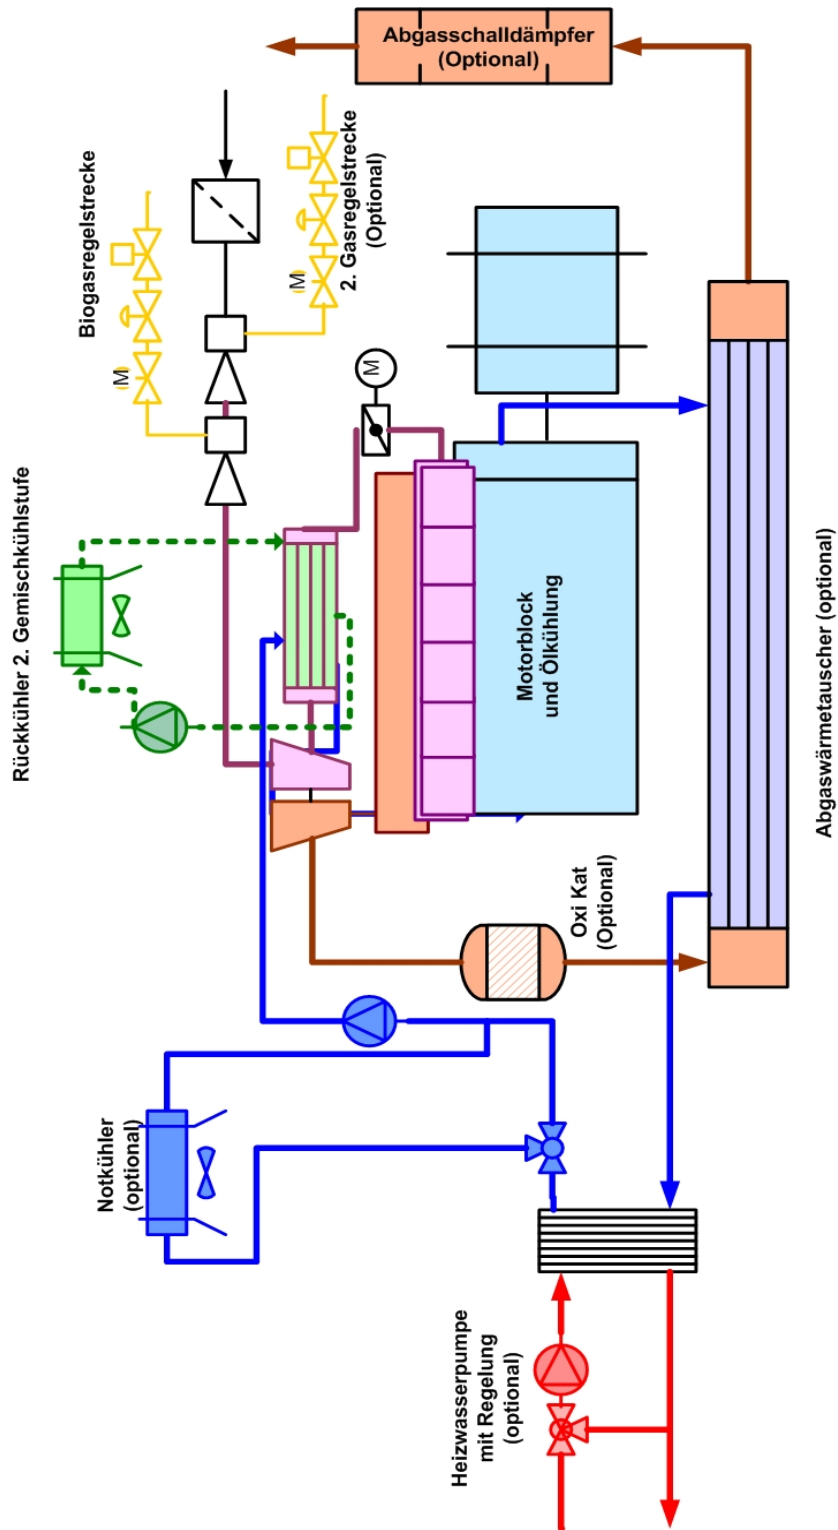 Abgasschalldämpfer
(Optional)
Biogasregelstrecke
M
2. Gasregelstrecke
(Optional)
M
M
Rückkühler 2. Gemischkühlstufe
Motorblock
und Ölkühlung
Abgaswärmetauscher (optional)
Oxi Kat
(Optional)
Notkühler
(optional)
Heizwasserpumpe
mit Regelung
(optional)